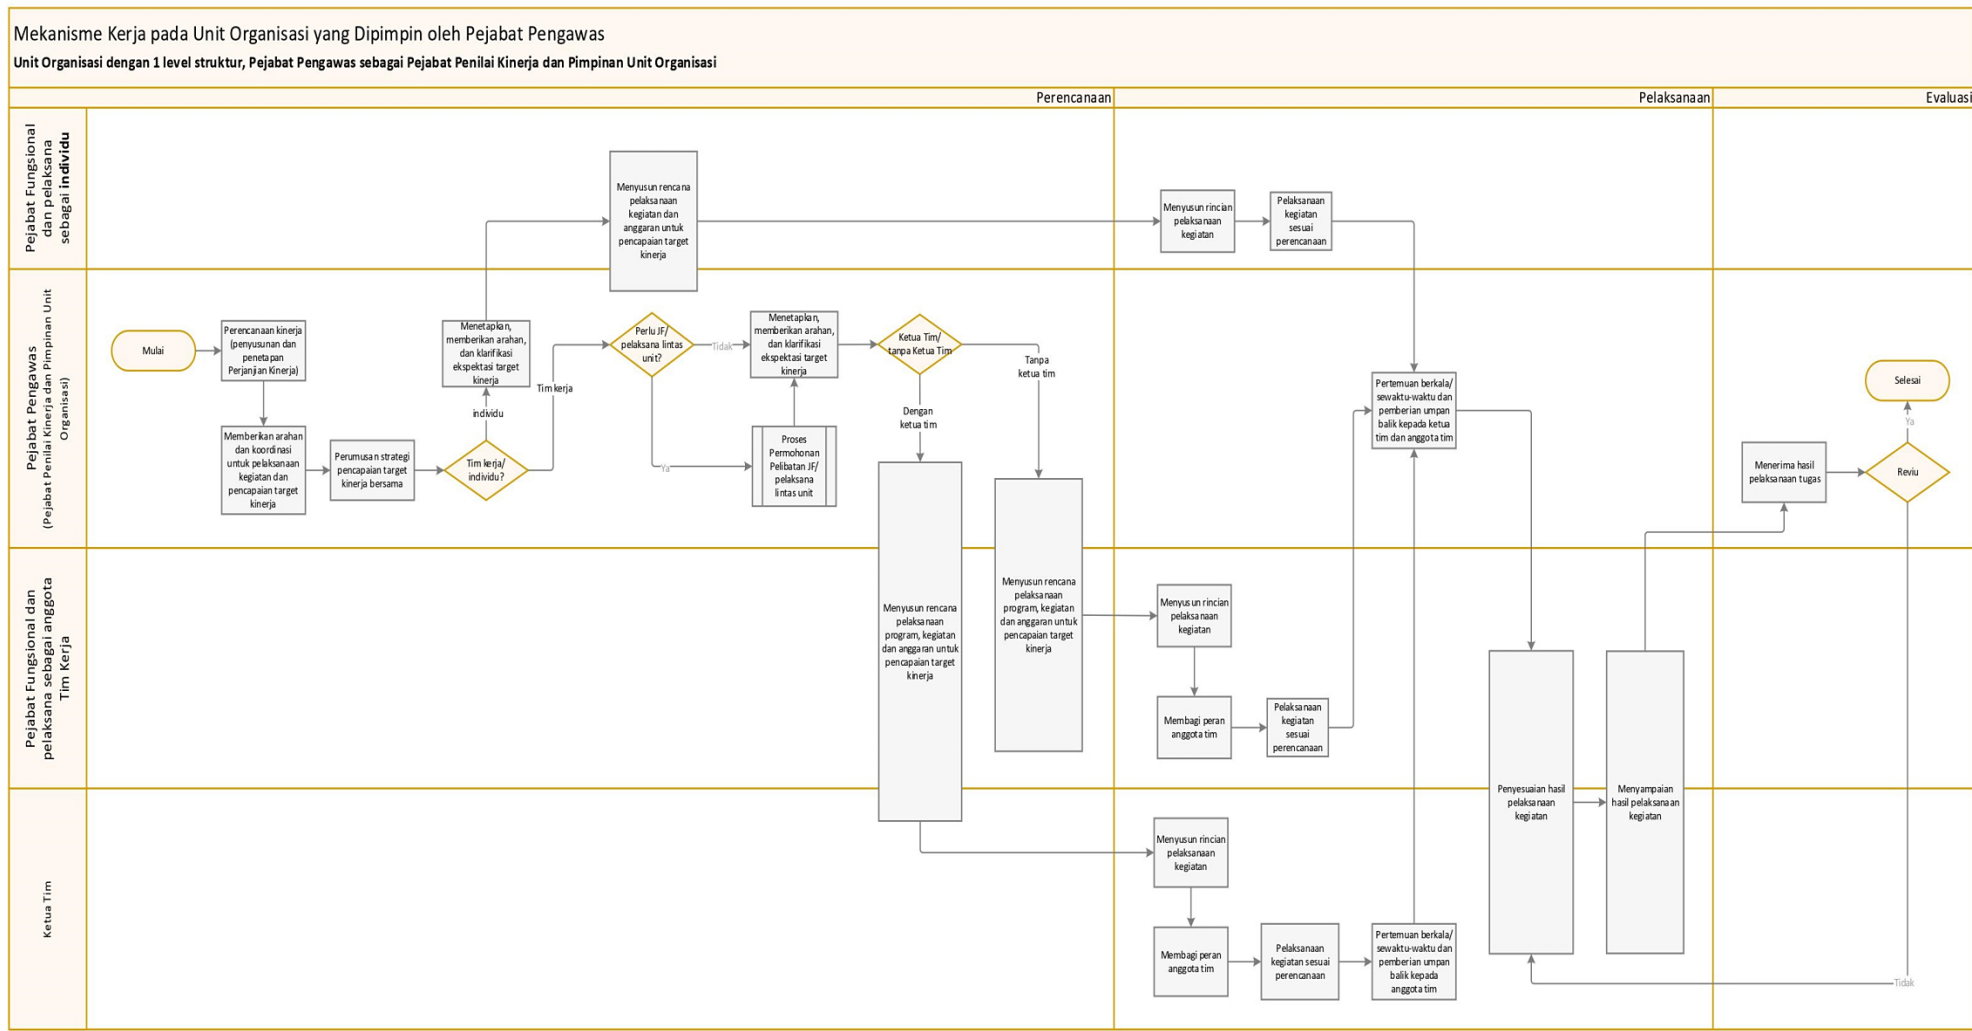 Mekanisme Kerja pada Unit Organisasi yang Dipimpin oleh Pejabat Pengawas
Unit Organisasi dengan 1 level struktur, Pejabat Pengawas sebagai Pejabat Penilai Kinerja dan Pimpinan Unit Organisasi
Perencanaan
Pelaksanaan
Evaluasi
Pejabat Fungsional
dan pelaksana
sebagai individu
Menyusun rencana
pelaksanaan
kegiatan dan
anggaran untuk
pencapaian target
kinerja
Menyusun rincian
pelaksanaan
kegiatan
Pelaksanaan
kegiatan
sesuai
perencanaan
Pejabat Pengawas
(Pejabat Penilai Kinerja dan Pimpinan Unit
Organisasi)
Mulai
Perencanaan kinerja
(penyusunan dan
penetapan
Perjanjian Kinerja)
Memberikan arahan
dan koordinasi
untuk pelaksanaan
kegiatan dan
pencapaian target
kinerja
Perumusan strategi
pencapaian target
kinerja bersama
Tim kerja/
individu?
individu
Menetapkan,
memberikan arahan,
dan klarifikasi
ekspektasi target
kinerja
Tim kerja
Perlu JF/
pelaksana lintas
unit?
Tidak
Ya
Proses
Permohonan
Pelibatan JF/
pelaksana
lintas unit
Menetapkan,
memberikan arahan,
dan klarifikasi
ekspektasi target
kinerja
Ketua Tim/
tanpa Ketua Tim
Dengan
ketua tim
Tanpa
ketua tim
Pertemuan berkala/
sewaktu-waktu dan
pemberian umpan
balik kepada ketua
tim dan anggota tim
Menerima hasil
pelaksanaan tugas
Reviu
Ya
Selesai
Tidak
Pejabat Fungsional dan
pelaksana sebagai anggota
Tim Kerja
Menyusun rencana
pelaksanaan
program, kegiatan
dan anggaran untuk
pencapaian target
kinerja
Menyusun rencana
pelaksanaan
program, kegiatan
dan anggaran untuk
pencapaian target
kinerja
Menyusun rincian
pelaksanaan
kegiatan
Membagi peran
anggota tim
Pelaksanaan
kegiatan
sesuai
perencanaan
Penyesuaian hasil
pelaksanaan
kegiatan
Menyampaian
hasil pelaksanaan
kegiatan
Ketua Tim
Menyusun rincian
pelaksanaan
kegiatan
Membagi peran
anggota tim
Pelaksanaan
kegiatan sesuai
perencanaan
Pertemuan berkala/
sewaktu-waktu dan
pemberian umpan
balik kepada
anggota tim